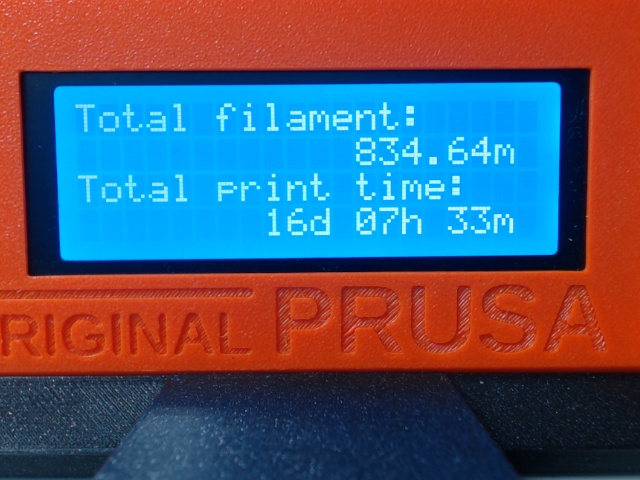 Total filament:
834.64m
Total print time:
16d 07h 33m
RIGINAL PRUSA